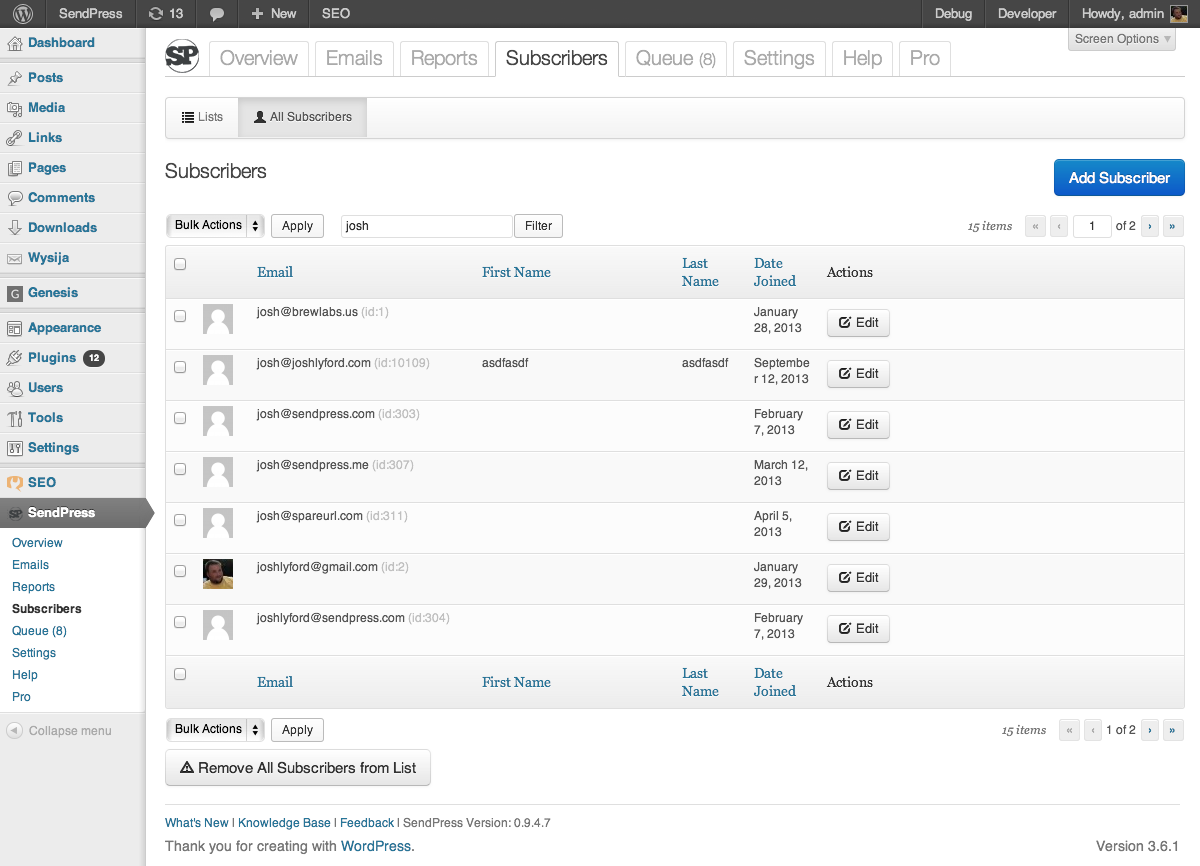 SendPress 13 + New SEO Debug Developer Howdy, admin
Screen Options
Dashboard
Posts
Media
Links
Pages
Comments
Downloads
Wysija
G Genesis
Appearance
Plugins 12
Users
Tools
Settings
SEO
SP SendPress
Overview
Emails
Reports
Subscribers
Queue (8)
Settings
Help
Pro
Collapse menu
SP Overview Emails Reports Subscribers Queue (8) Settings Help Pro
Lists All Subscribers
Subscribers
Add Subscriber
Bulk Actions Apply josh Filter 15 items « ‹ 1 of 2 › »
Email First Name Last Name Date Joined Actions
josh@brewlabs.us (id:1) January 28, 2013 Edit
josh@joshlyford.com (id:10109) asdfasdf asdfasdf September 12, 2013 Edit
josh@sendpress.com (id:303) February 7, 2013 Edit
josh@sendpress.me (id:307) March 12, 2013 Edit
josh@spareurl.com (id:311) April 5, 2013 Edit
joshlyford@gmail.com (id:2) January 29, 2013 Edit
joshlyford@sendpress.com (id:304) February 7, 2013 Edit
Email First Name Last Name Date Joined Actions
Bulk Actions Apply 15 items « ‹ 1 of 2 › »
Remove All Subscribers from List
What's New | Knowledge Base | Feedback | SendPress Version: 0.9.4.7
Thank you for creating with WordPress. Version 3.6.1